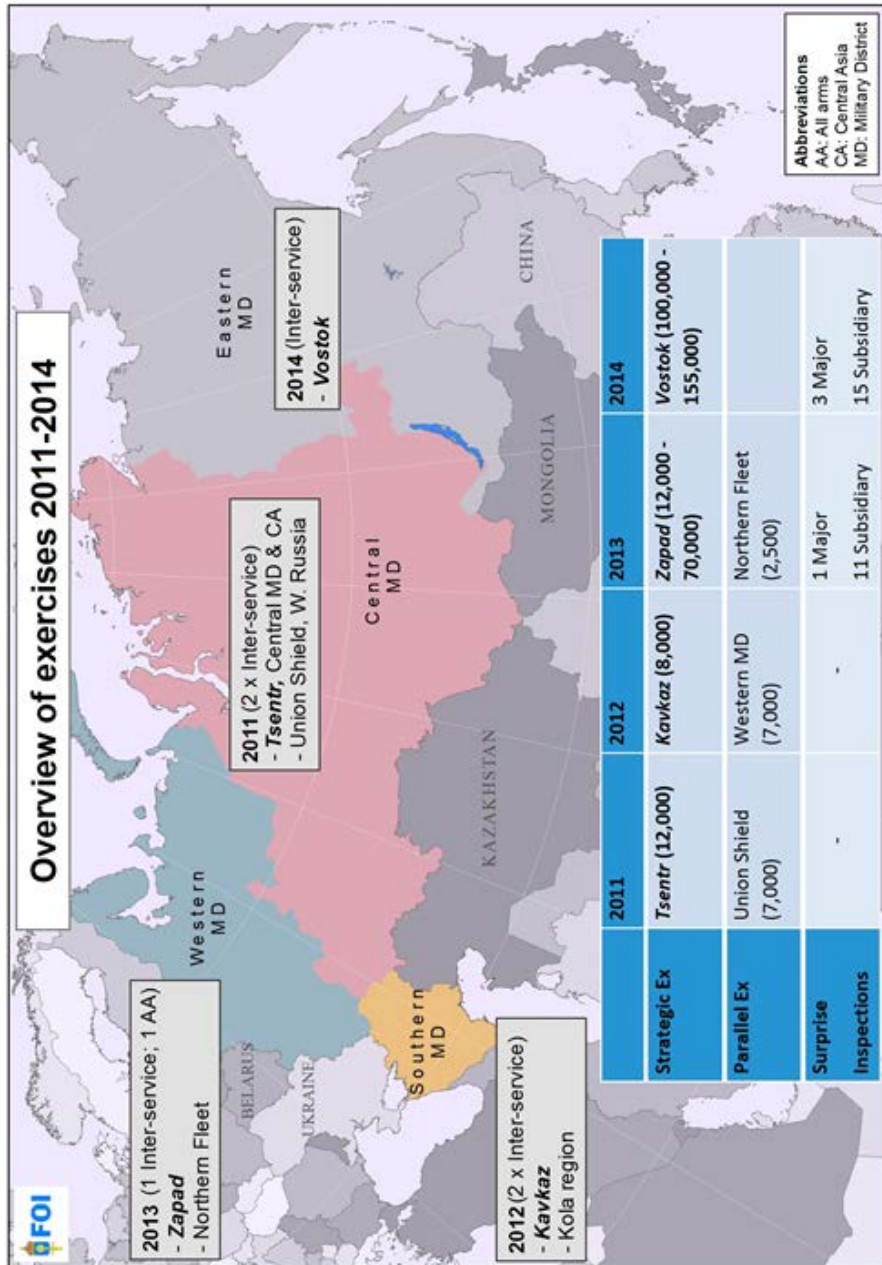 FOI
Overview of exercises 2011-2014
2013 (1 Inter-service; 1 AA)
- Zapad
- Northern Fleet
2011 (2 x Inter-service)
- Tsentr, Central MD & CA
- Union Shield, W. Russia
2014 (Inter-service)
- Vostok
2012 (2 x Inter-service)
- Kavkaz
- Kola region
Western
MD
Central
MD
Eastern
MD
Southern
MD
BELARUS
UKRAINE
KAZAKHSTAN
MONGOLIA
CHINA
2011 2012 2013 2014
Strategic Ex Tsentr (12,000) Kavkaz (8,000) Zapad (12,000 - Vostok (100,000 -
70,000) 155,000)
Parallel Ex Union Shield Western MD Northern Fleet
(7,000) (7,000) (2,500)
Surprise - - 1 Major 3 Major
Inspections 11 Subsidiary 15 Subsidiary
Abbreviations
AA: All arms
CA: Central Asia
MD: Military District